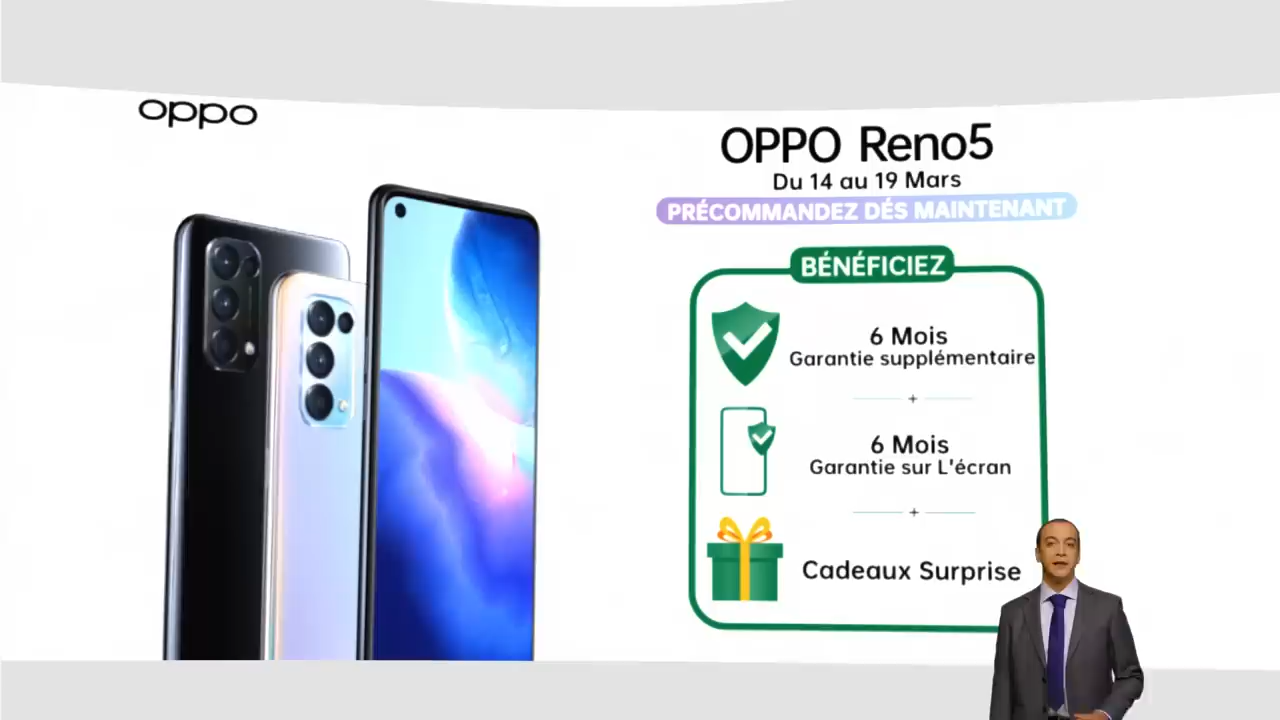 oppo
OPPO Reno5
Du 14 au 19 Mars
PRÉCOMMANDEZ DÉS MAINTENANT
BÉNÉFICIEZ
6 Mois
Garantie supplémentaire
+
6 Mois
Garantie sur L'écran
+
Cadeaux Surprise